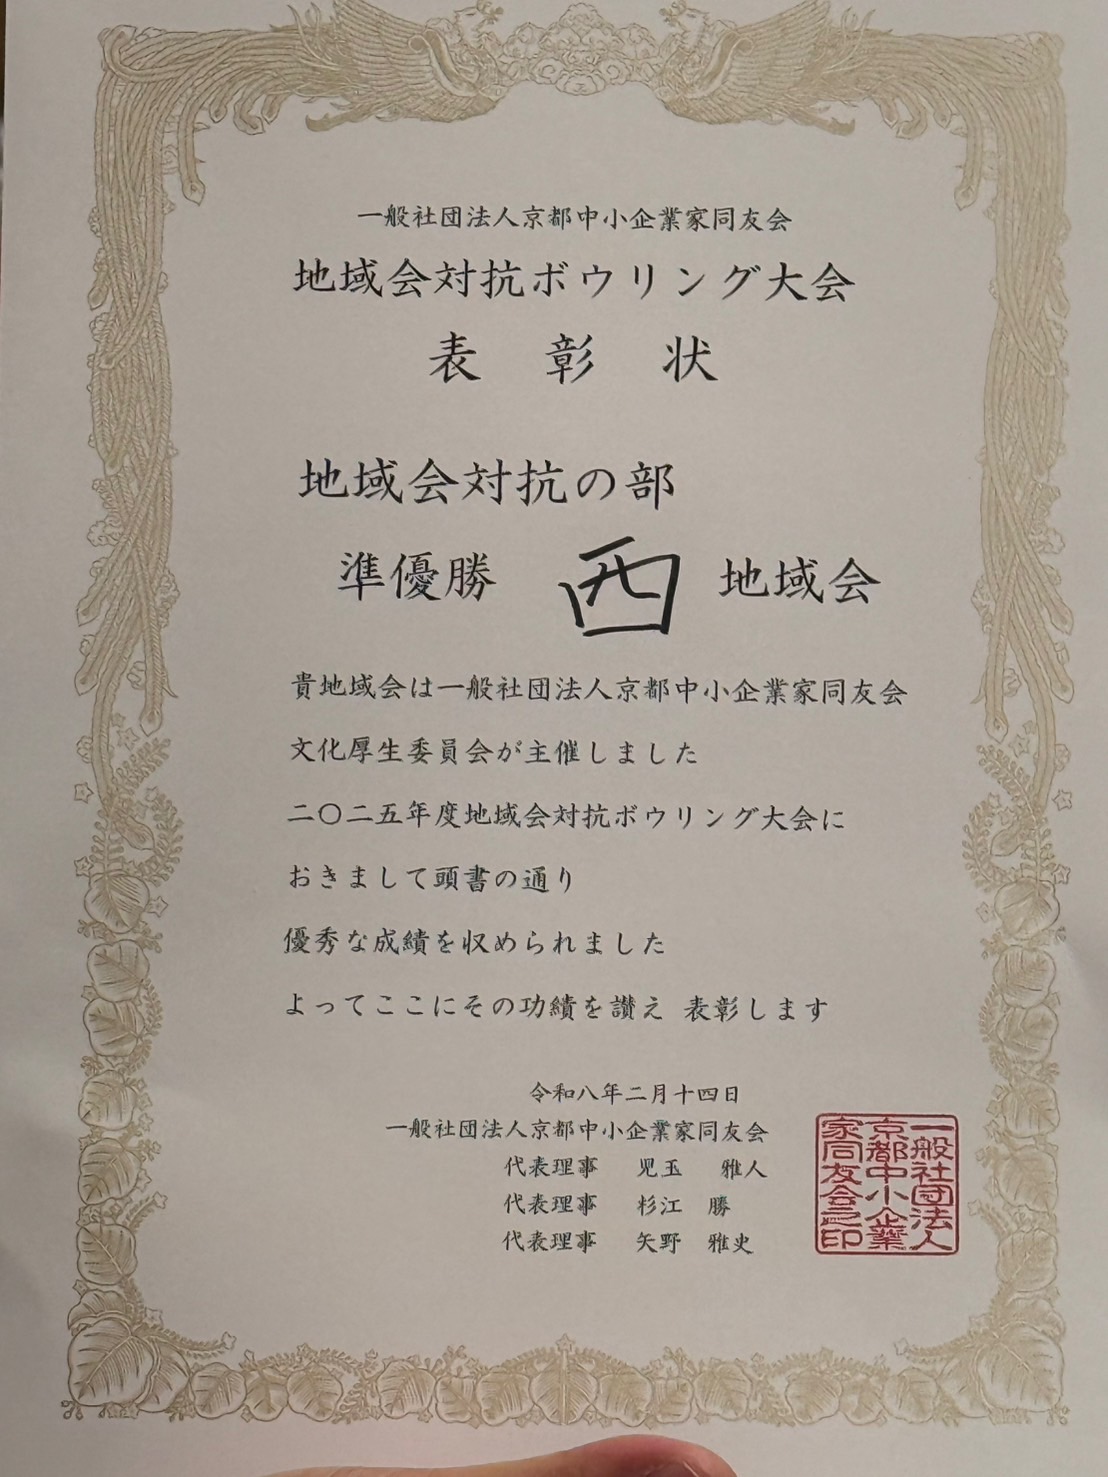 一般社団法人京都中小企業家同友会
地域会対抗ボウリング大会
表 彰 状
地域会対抗の部
準優勝 西 地域会
貴地域会は一般社団法人京都中小企業家同友会
文化厚生委員会が主催しました
二〇二五年度地域会対抗ボウリング大会に
おきまして頭書の通り
優秀な成績を収められました
よってここにその功績を讃え 表彰します
令和八年二月十四日
一般社団法人京都中小企業家同友会
代表理事 児玉 雅人
代表理事 杉江 勝
代表理事 矢野 雅史
一般社団法人
京都中小企業
家同友会之印